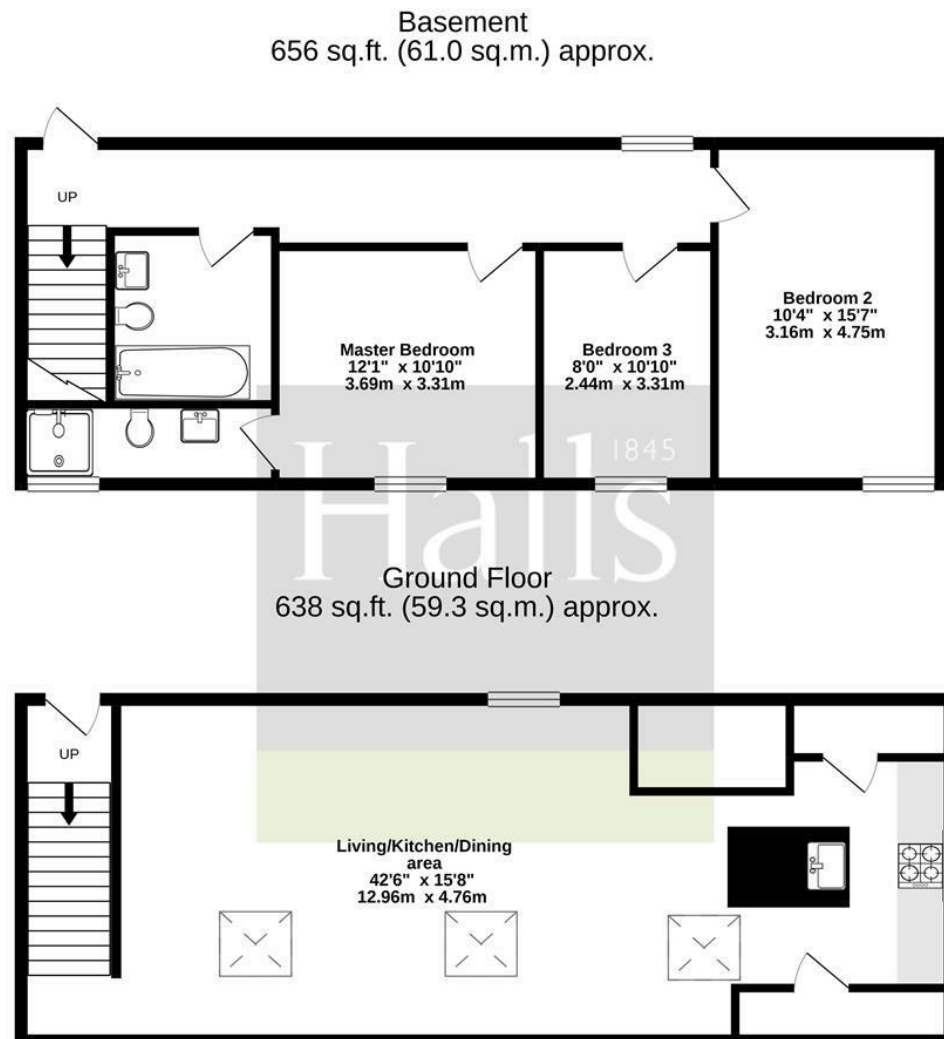 Basement
656 sq.ft. (61.0 sq.m.) approx.
UP
Bedroom 2
10'4" x 15'7"
3.16m x 4.75m
Master Bedroom
12'1" x 10'10"
3.69m x 3.31m
Bedroom 3
8'0" x 10'10"
2.44m x 3.31m
1845
Halls
Ground Floor
638 sq.ft. (59.3 sq.m.) approx.
UP
Living/Kitchen/Dining
area
42'6" x 15'8"
12.96m x 4.76m